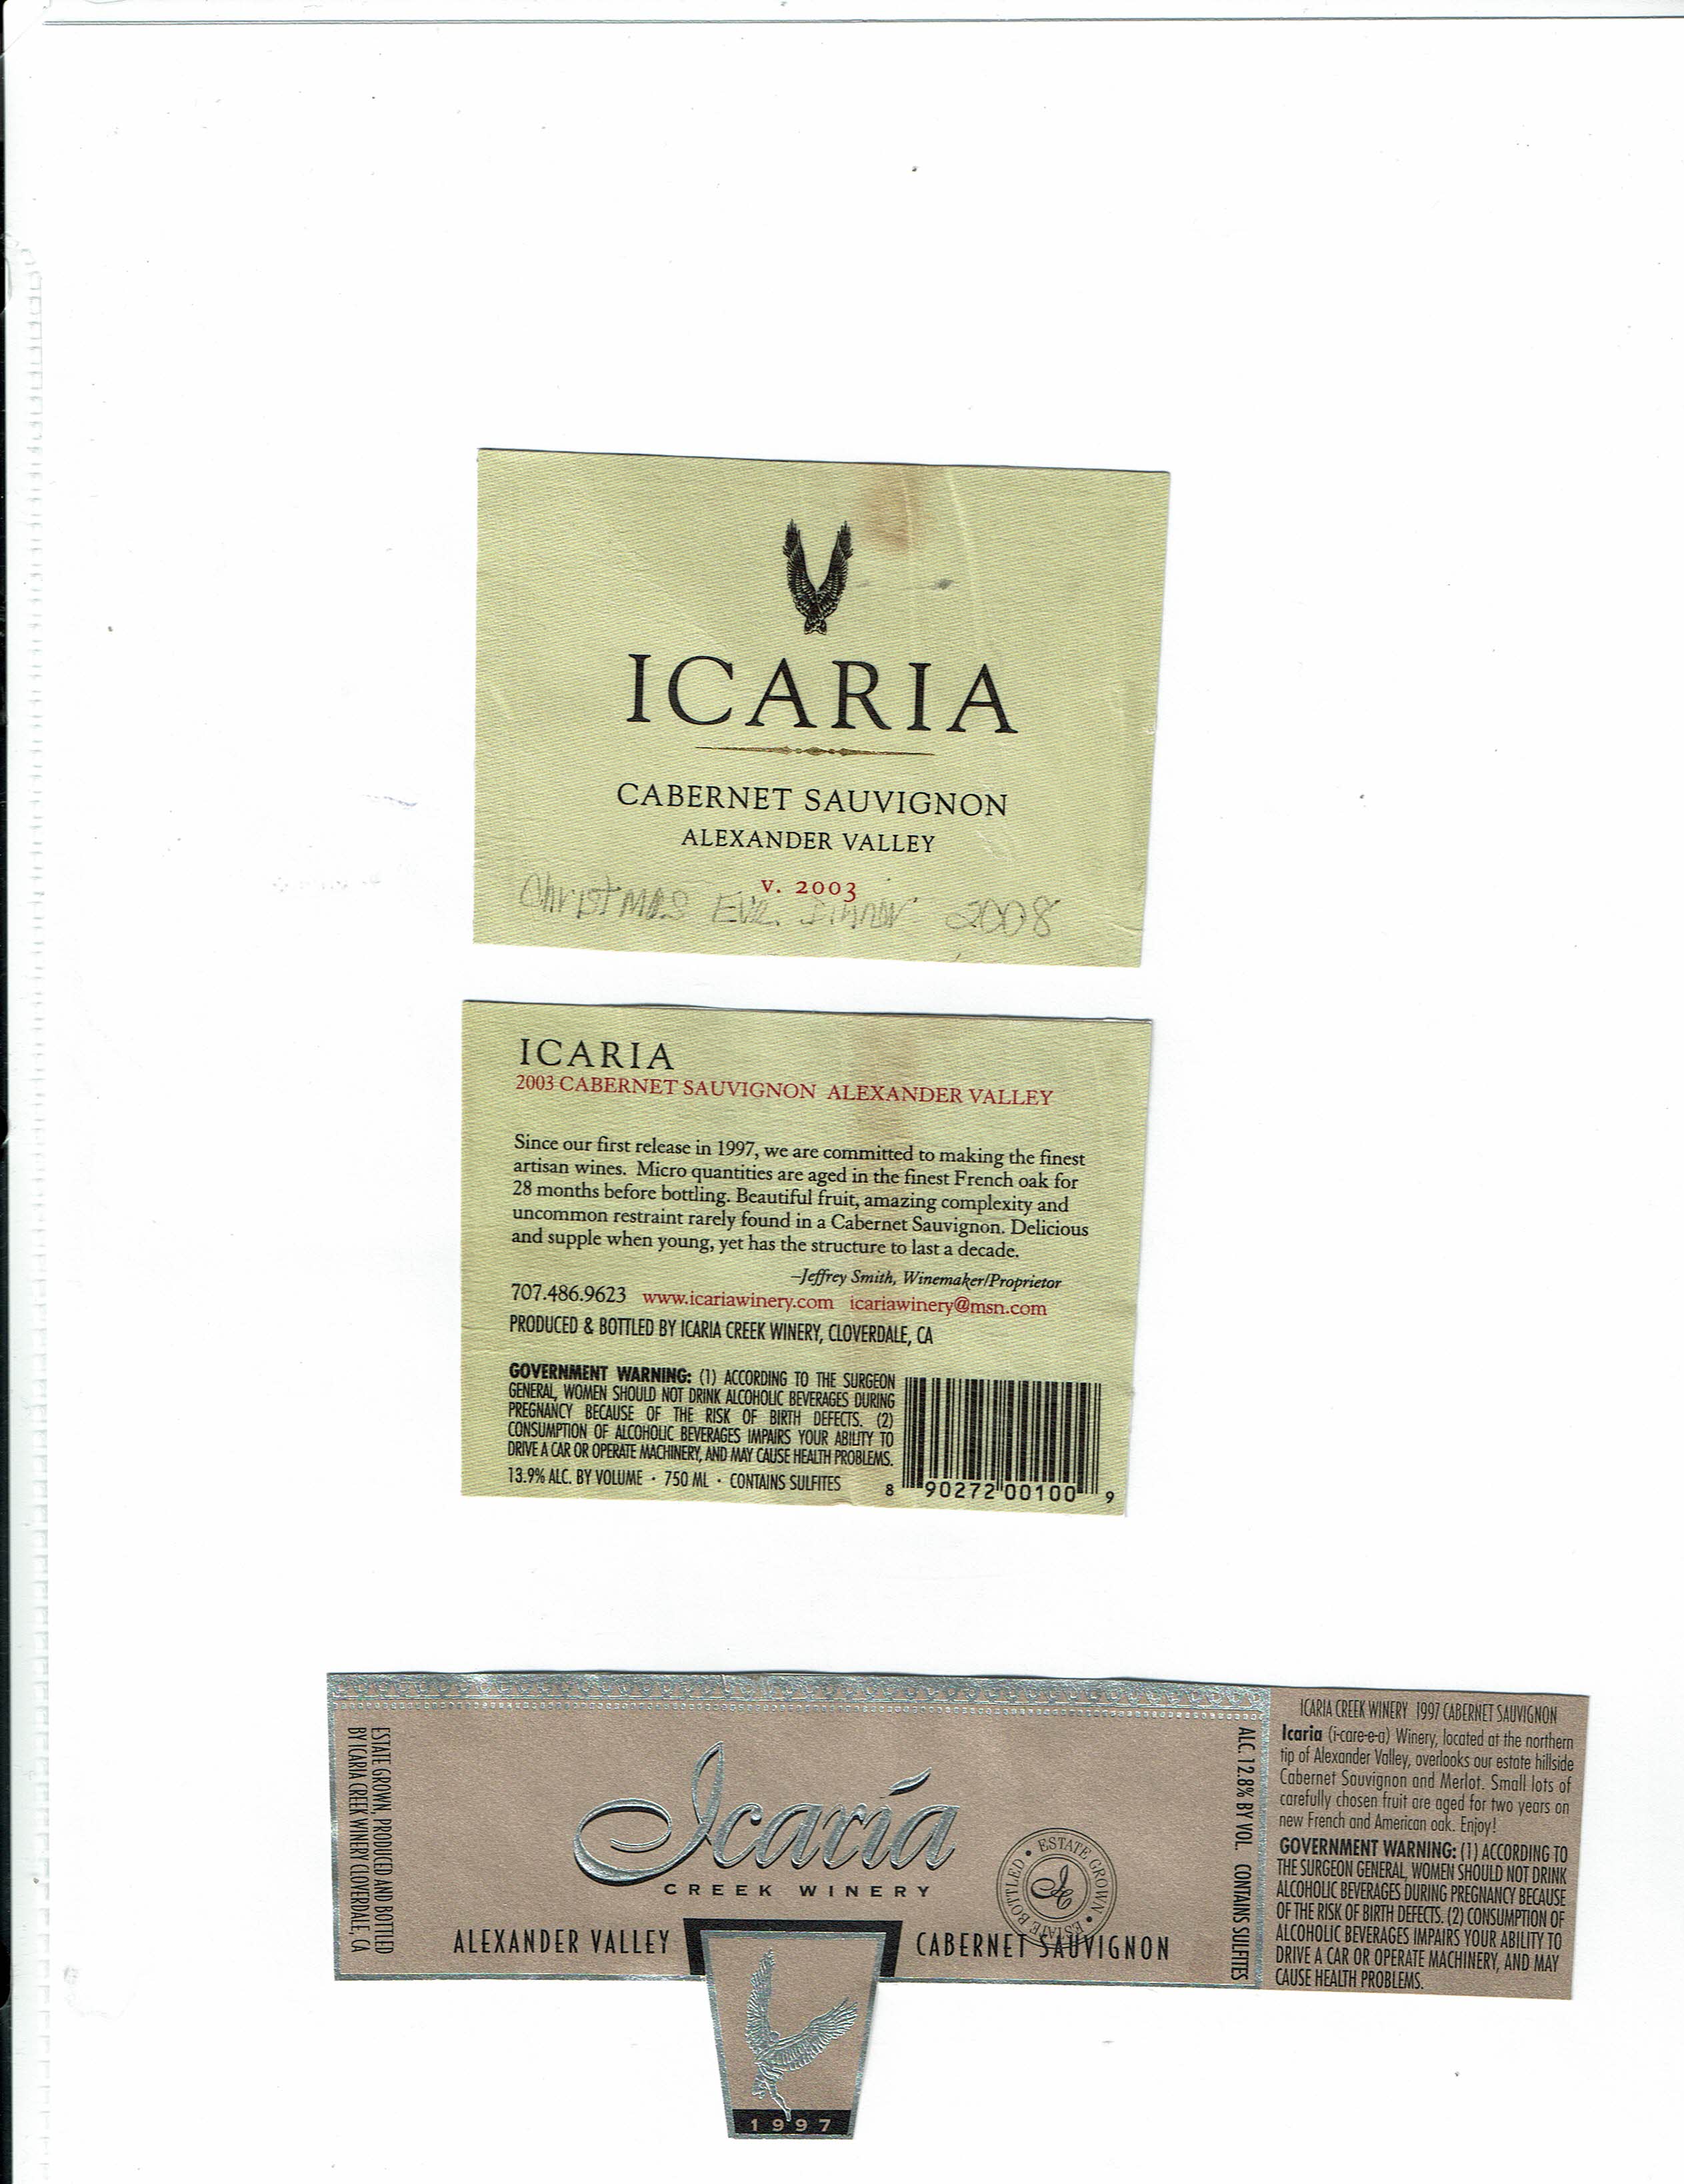 ICARIA
CABERNET SAUVIGNON
ALEXANDER VALLEY
V. 2003
Christmas Eve. Dinner 2008
ICARIA
2003 CABERNET SAUVIGNON ALEXANDER VALLEY
Since our first release in 1997, we are committed to making the finest
artisan wines. Micro quantities are aged in the finest French oak for
28 months before bottling. Beautiful fruit, amazing complexity and
uncommon restraint rarely found in a Cabernet Sauvignon. Delicious
and supple when young, yet has the structure to last a decade.
–Jeffrey Smith, Winemaker/Proprietor
707.486.9623 www.icariawinery.com icariawinery@msn.com
PRODUCED & BOTTLED BY ICARIA CREEK WINERY, CLOVERDALE, CA
GOVERNMENT WARNING: (1) ACCORDING TO THE SURGEON
GENERAL, WOMEN SHOULD NOT DRINK ALCOHOLIC BEVERAGES DURING
PREGNANCY BECAUSE OF THE RISK OF BIRTH DEFECTS. (2)
CONSUMPTION OF ALCOHOLIC BEVERAGES IMPAIRS YOUR ABILITY TO
DRIVE A CAR OR OPERATE MACHINERY, AND MAY CAUSE HEALTH PROBLEMS.
13.9% ALC. BY VOLUME · 750 ML · CONTAINS SULFITES
8 90272 00100 9
ESTATE GROWN, PRODUCED AND BOTTLED
BY ICARIA CREEK WINERY CLOVERDALE, CA
Icaria
CREEK WINERY
ESTATE GROWN • ESTATE BOTTLED •
IC
ALEXANDER VALLEY
CABERNET SAUVIGNON
1997
ALC. 12.8% BY VOL. CONTAINS SULFITES
ICARIA CREEK WINERY 1997 CABERNET SAUVIGNON
Icaria (i-care-e-a) Winery, located at the northern
tip of Alexander Valley, overlooks our estate hillside
Cabernet Sauvignon and Merlot. Small lots of
carefully chosen fruit are aged for two years on
new French and American oak. Enjoy!
GOVERNMENT WARNING: (1) ACCORDING TO
THE SURGEON GENERAL, WOMEN SHOULD NOT DRINK
ALCOHOLIC BEVERAGES DURING PREGNANCY BECAUSE
OF THE RISK OF BIRTH DEFECTS. (2) CONSUMPTION OF
ALCOHOLIC BEVERAGES IMPAIRS YOUR ABILITY TO
DRIVE A CAR OR OPERATE MACHINERY, AND MAY
CAUSE HEALTH PROBLEMS.